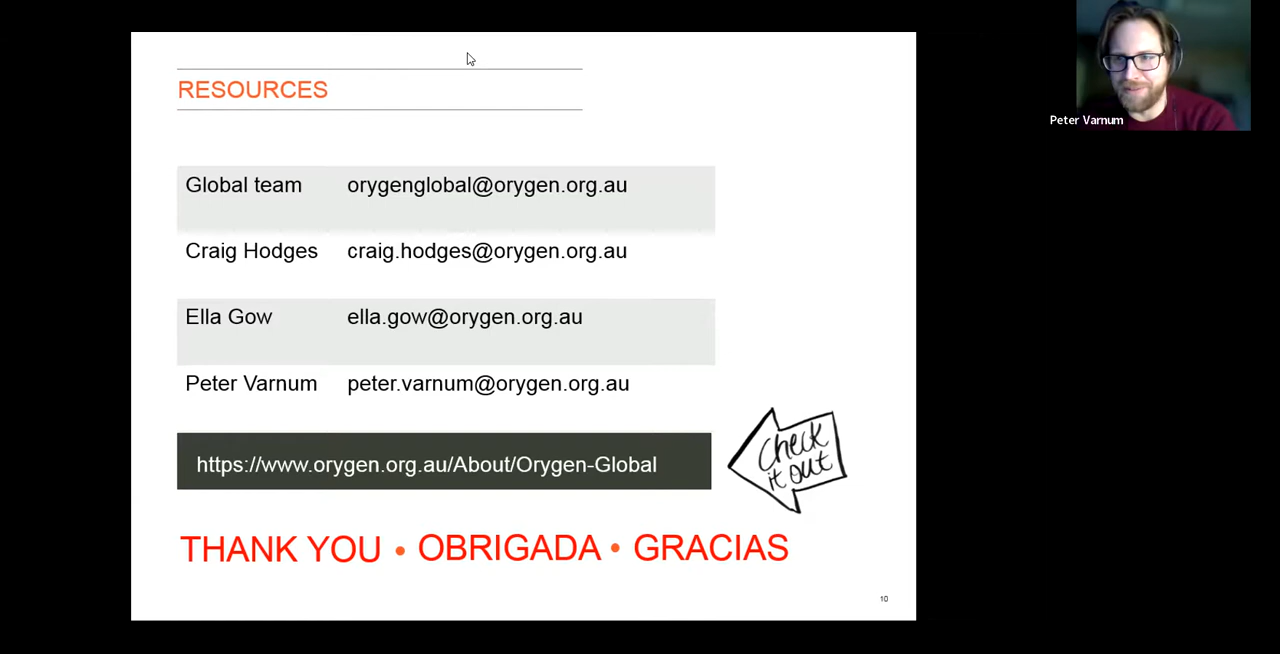 RESOURCES
Peter Varnum
Global team orygenglobal@orygen.org.au
Craig Hodges craig.hodges@orygen.org.au
Ella Gow ella.gow@orygen.org.au
Peter Varnum peter.varnum@orygen.org.au
https://www.orygen.org.au/About/Orygen-Global
Check
it out
THANK YOU • OBRIGADA • GRACIAS
10